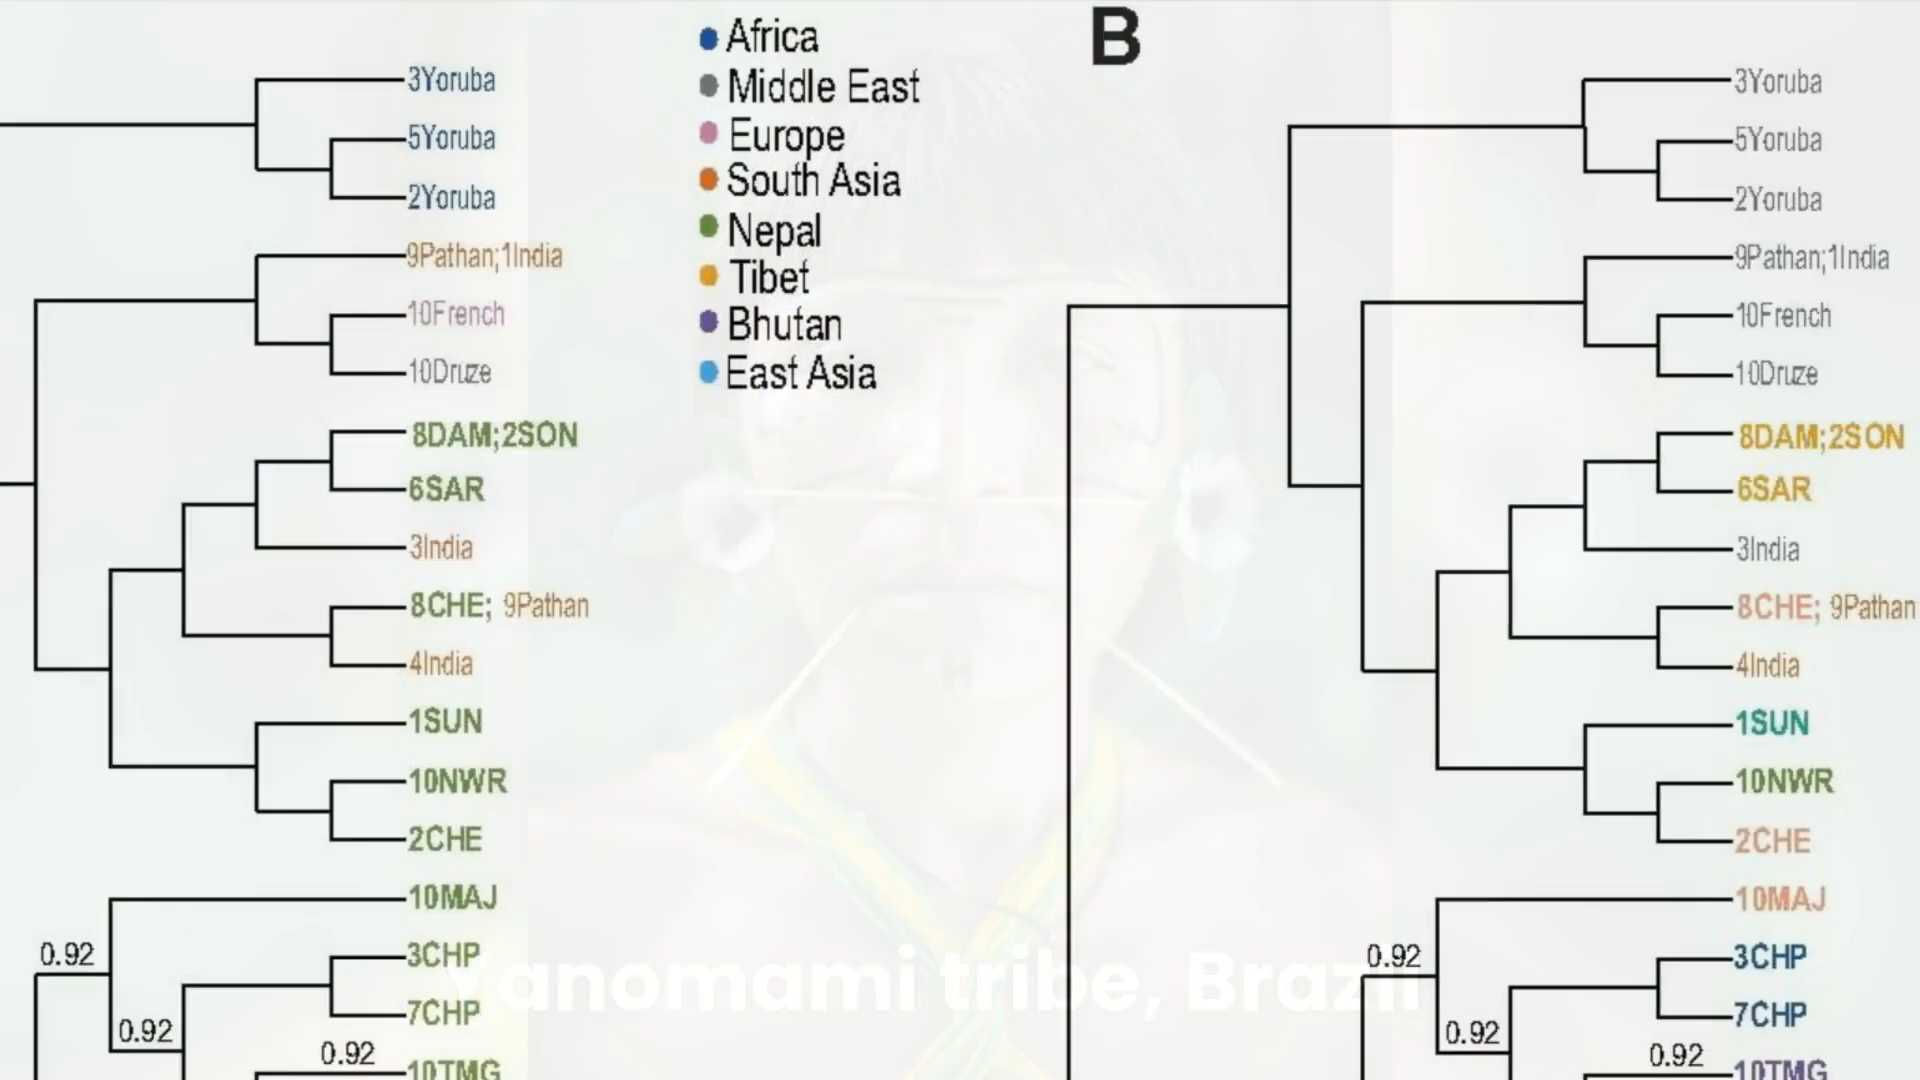 3Yoruba
5Yoruba
2Yoruba
9Pathan;1India
10French
10Druze
8DAM;2SON
6SAR
3India
8CHE; 9Pathan
4India
1SUN
10NWR
2CHE
10MAJ
0.92
3CHP
7CHP
0.92
0.92
10TMG
Africa
Middle East
Europe
South Asia
Nepal
Tibet
Bhutan
East Asia
B
3Yoruba
5Yoruba
2Yoruba
9Pathan;1India
10French
10Druze
8DAM;2SON
6SAR
3India
8CHE; 9Pathan
4India
1SUN
10NWR
2CHE
10MAJ
0.92
3CHP
7CHP
0.92
0.92
10TMG
Yanomami tribe, Brazil